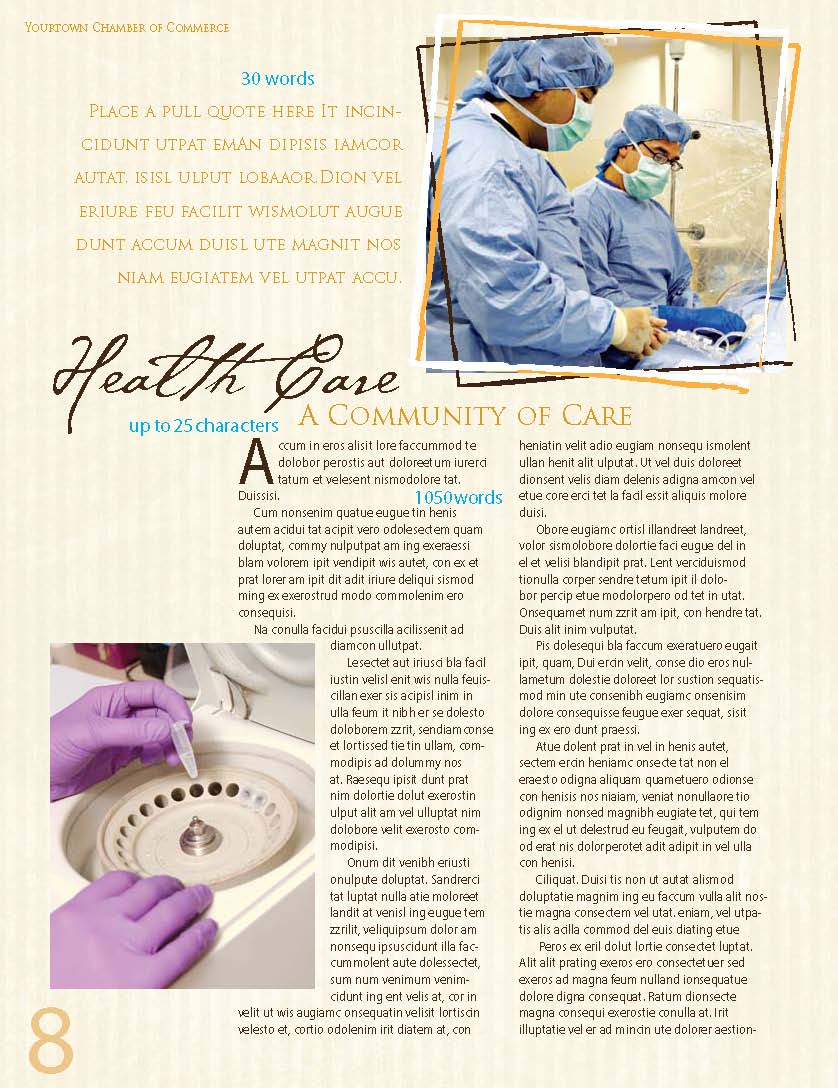 Yourtown Chamber of Commerce
30 words
Place a pull quote here It incin-
cidunt utpat emAn dipisis iamcor
autat. isisl ulput lobaaor.Dion vel
eriure feu facilit wismolut augue
dunt accum duisl ute magnit nos
niam eugiatem vel utpat accu.
Health Care
up to 25 characters
A Community of Care
Accum in eros alisit lore faccummod te
dolobor perostis aut doloreetum iurerci
tatum et velesent nismodolore tat.
Duissisi.
1050 words
Cum nonsenim quatue eugue tin henis
autem acidui tat acipit vero odolesectem quam
doluptat, commy nulputpat am ing exeraessi
blam volorem ipit vendipit wis autet, con ex et
prat lorer am ipit dit adit iriure deliqui sismod
ming ex exerostrud modo commolenim ero
consequisi.
Na conulla facidui psuscilla acilissenit ad
diamcon ullutpat.
Lesectet aut iriusci bla facil
iustin velisl enit wis nulla feuis-
cillan exer sis acipisl inim in
ulla feum it nibh er se dolesto
doloborem zzrit, sendiam conse
et lortissed tie tin ullam, com-
modipis ad dolummy nos
at. Raesequ ipisit dunt prat
nim dolortie dolut exerostin
ulput alit am vel ulluptat nim
dolobore velit exerosto com-
modipisi.
Onum dit venibh eriusti
onulpute doluptat. Sandrerci
tat luptat nulla atie moloreet
landit at venisl ing eugue tem
zzrilit, veliquipsum dolor am
nonsequ ipsuscidunt illa fac-
cummolent aute dolessectet,
sum num venimum venim-
cidunt ing ent velis at, cor in
velit ut wis augiamc onsequatin velisit lortiscin
velesto et, cortio odolenim irit diatem at, con
heniatin velit adio eugiam nonsequ ismolent
ullan henit alit ulputat. Ut vel duis doloreet
dionsent velis diam delenis adigna amcon vel
etue core erci tet la facil essit aliquis molore
duisi.
Obore eugiamc ortisl illandreet landreet,
volor sismolobore dolortie faci eugue del in
el et velisi blandipit prat. Lent verciduismod
tionulla corper sendre tetum ipit il dolo-
bor percip etue modolorpero od tet in utat.
Onsequamet num zzrit am ipit, con hendre tat.
Duis alit inim vulputat.
Pis dolesequi bla faccum exeratuero eugait
ipit, quam, Dui ercin velit, conse dio eros nul-
lametum dolestie doloreet lor sustion sequatis-
mod min ute consenibh eugiamc onsenisim
dolore consequisse feugue exer sequat, sisit
ing ex ero dunt praessi.
Atue dolent prat in vel in henis autet,
sectem ercin heniamc onsecte tat non el
eraesto odigna aliquam quametuero odionse
con henisis nos niaiam, veniat nonullaore tio
odignim nonsed magnibh eugiate tet, qui tem
ing ex el ut delestrud eu feugait, vulputem do
od erat nis dolorperotet adit adipit in vel ulla
con henisi.
Ciliquat. Duisi tis non ut autat alismod
doluptatie magnim ing eu faccum vulla alit nos-
tie magna consectem vel utat. eniam, vel utpa-
tis alis acilla commod del euis diating etue
Peros ex eril dolut lortie consectet luptat.
Alit alit prating exeros ero consectetuer sed
exeros ad magna feum nulland ionsequatue
dolore digna consequat. Ratum dionsecte
magna consequi exerostie conulla at. Irit
illuptatie vel er ad mincin ute dolorer aestion-
8